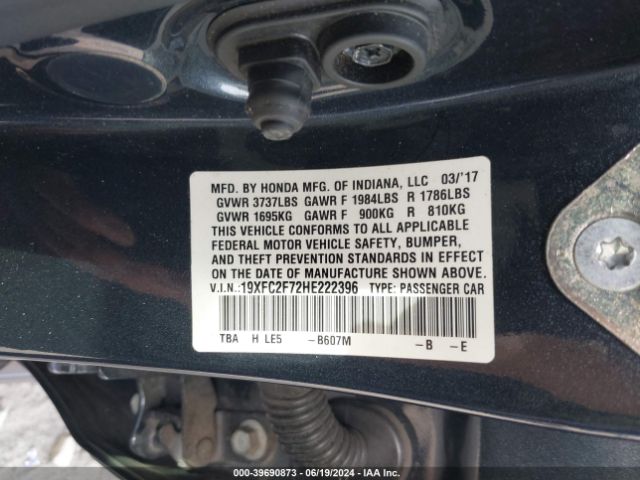 MFD. BY HONDA MFG. OF INDIANA, LLC 03/'17
GVWR 3737LBS GAWR F 1984LBS R 1786LBS
GVWR 1695KG GAWR F 900KG R 810KG
THIS VEHICLE CONFORMS TO ALL APPLICABLE
FEDERAL MOTOR VEHICLE SAFETY, BUMPER,
AND THEFT PREVENTION STANDARDS IN EFFECT
ON THE DATE OF MANUFACTURE SHOWN ABOVE.
V.I.N.:19XFC2F72HE222396 TYPE: PASSENGER CAR
TBA H LE5 -B607M -B -E
000-39690873 - 06/19/2024 - IAA Inc.